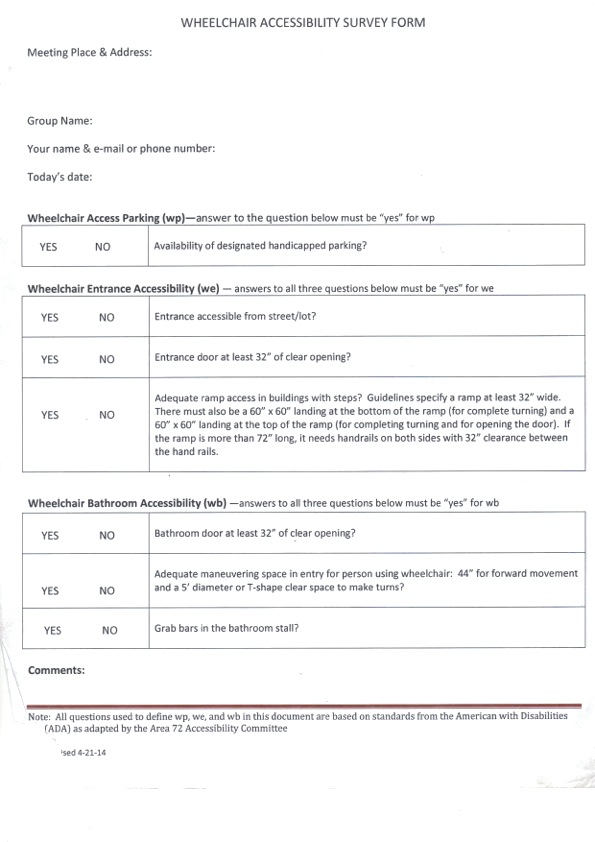 WHEELCHAIR ACCESSIBILITY SURVEY FORM
Meeting Place & Address:
Group Name:
Your name & e-mail or phone number:
Today's date:
Wheelchair Access Parking (wp)—answer to the question below must be "yes" for wp
YES NO Availability of designated handicapped parking?
Wheelchair Entrance Accessibility (we) — answers to all three questions below must be "yes" for we
YES NO Entrance accessible from street/lot?
YES NO Entrance door at least 32" of clear opening?
Adequate ramp access in buildings with steps? Guidelines specify a ramp at least 32" wide.
YES NO There must also be a 60" x 60" landing at the bottom of the ramp (for complete turning) and a
60" x 60" landing at the top of the ramp (for completing turning and for opening the door). If
the ramp is more than 72" long, it needs handrails on both sides with 32" clearance between
the hand rails.
Wheelchair Bathroom Accessibility (wb) —answers to all three questions below must be "yes" for wb
YES NO Bathroom door at least 32" of clear opening?
Adequate maneuvering space in entry for person using wheelchair: 44" for forward movement
YES NO and a 5' diameter or T-shape clear space to make turns?
YES NO Grab bars in the bathroom stall?
Comments:
Note: All questions used to define wp, we, and wb in this document are based on standards from the American with Disabilities
(ADA) as adapted by the Area 72 Accessibility Committee
sed 4-21-14